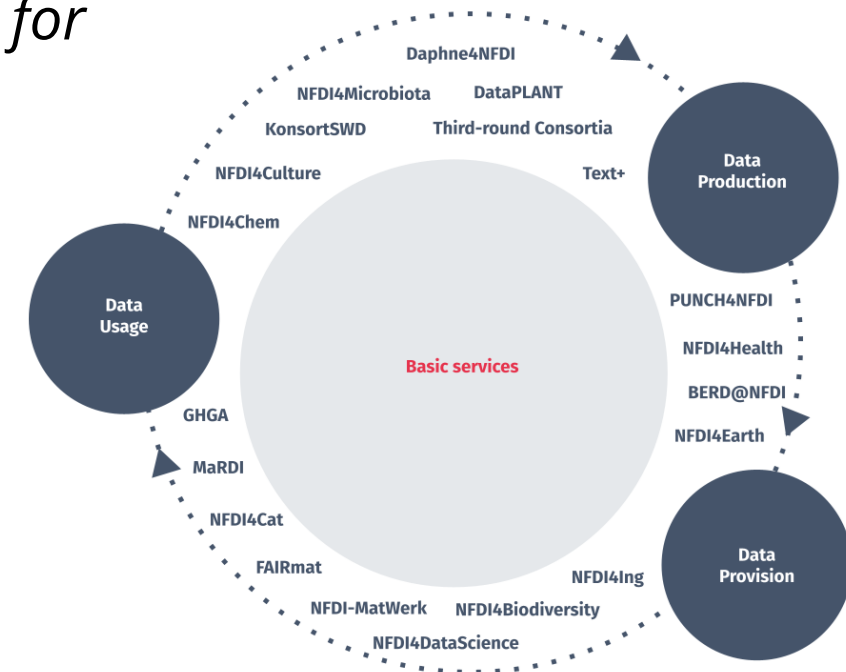 for
Daphne4NFDI
NFDI4Microbiota
DataPLANT
KonsortSWD
Third-round Consortia
NFDI4Culture
Text+
NFDI4Chem
Data
Production
PUNCH4NFDI
NFDI4Health
BERD@NFDI
NFDI4Earth
Data
Usage
Basic services
GHGA
MaRDI
NFDI4Cat
FAIRmat
NFDI-MatWerk
NFDI4Biodiversity
NFDI4Ing
NFDI4DataScience
Data
Provision